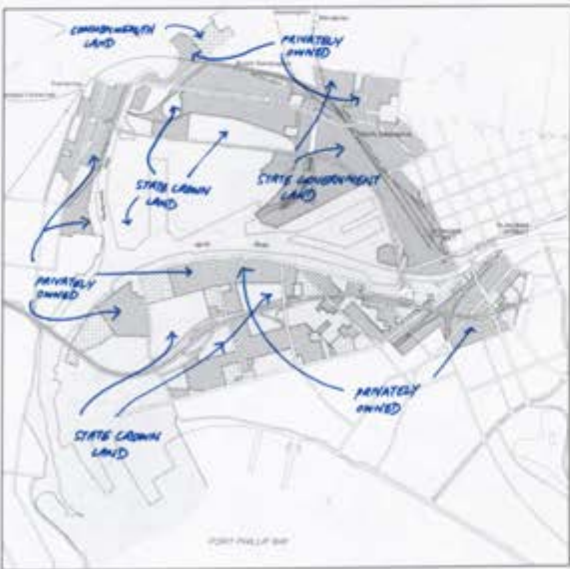 COMMONWEALTH
LAND
PRIVATELY
OWNED
STATE CROWN
LAND
STATE GOVERNMENT
LAND
PRIVATELY
OWNED
PRIVATELY
OWNED
STATE CROWN
LAND
PORT PHILLIP BAY